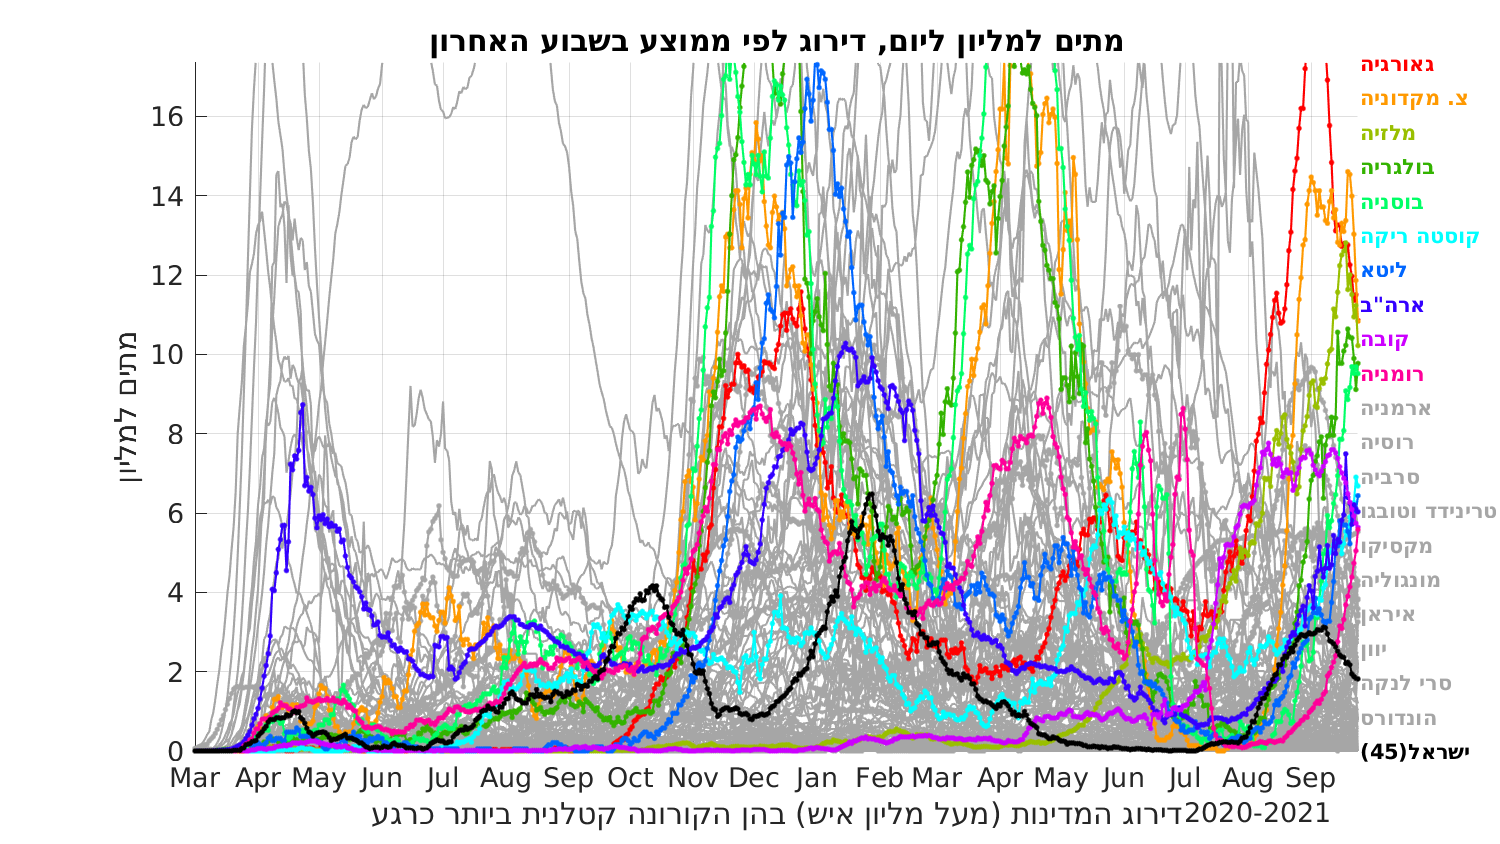 מתים למליון ליום, דירוג לפי ממוצע בשבוע האחרון
מתים למליון
16
14
12
10
8
6
4
2
0
Mar Apr May Jun Jul Aug Sep Oct Nov Dec Jan Feb Mar Apr May Jun Jul Aug Sep
דירוג המדינות (מעל מליון איש) בהן הקורונה קטלנית ביותר כרגע2020-2021
גאורגיה
צ. מקדוניה
מלזיה
בולגריה
בוסניה
קוסטה ריקה
ליטא
ארה"ב
קובה
רומניה
ארמניה
רוסיה
סרביה
טרינידד וטובגו
מקסיקו
מונגוליה
איראן
יוון
סרי לנקה
הונדורס
ישראל(45)